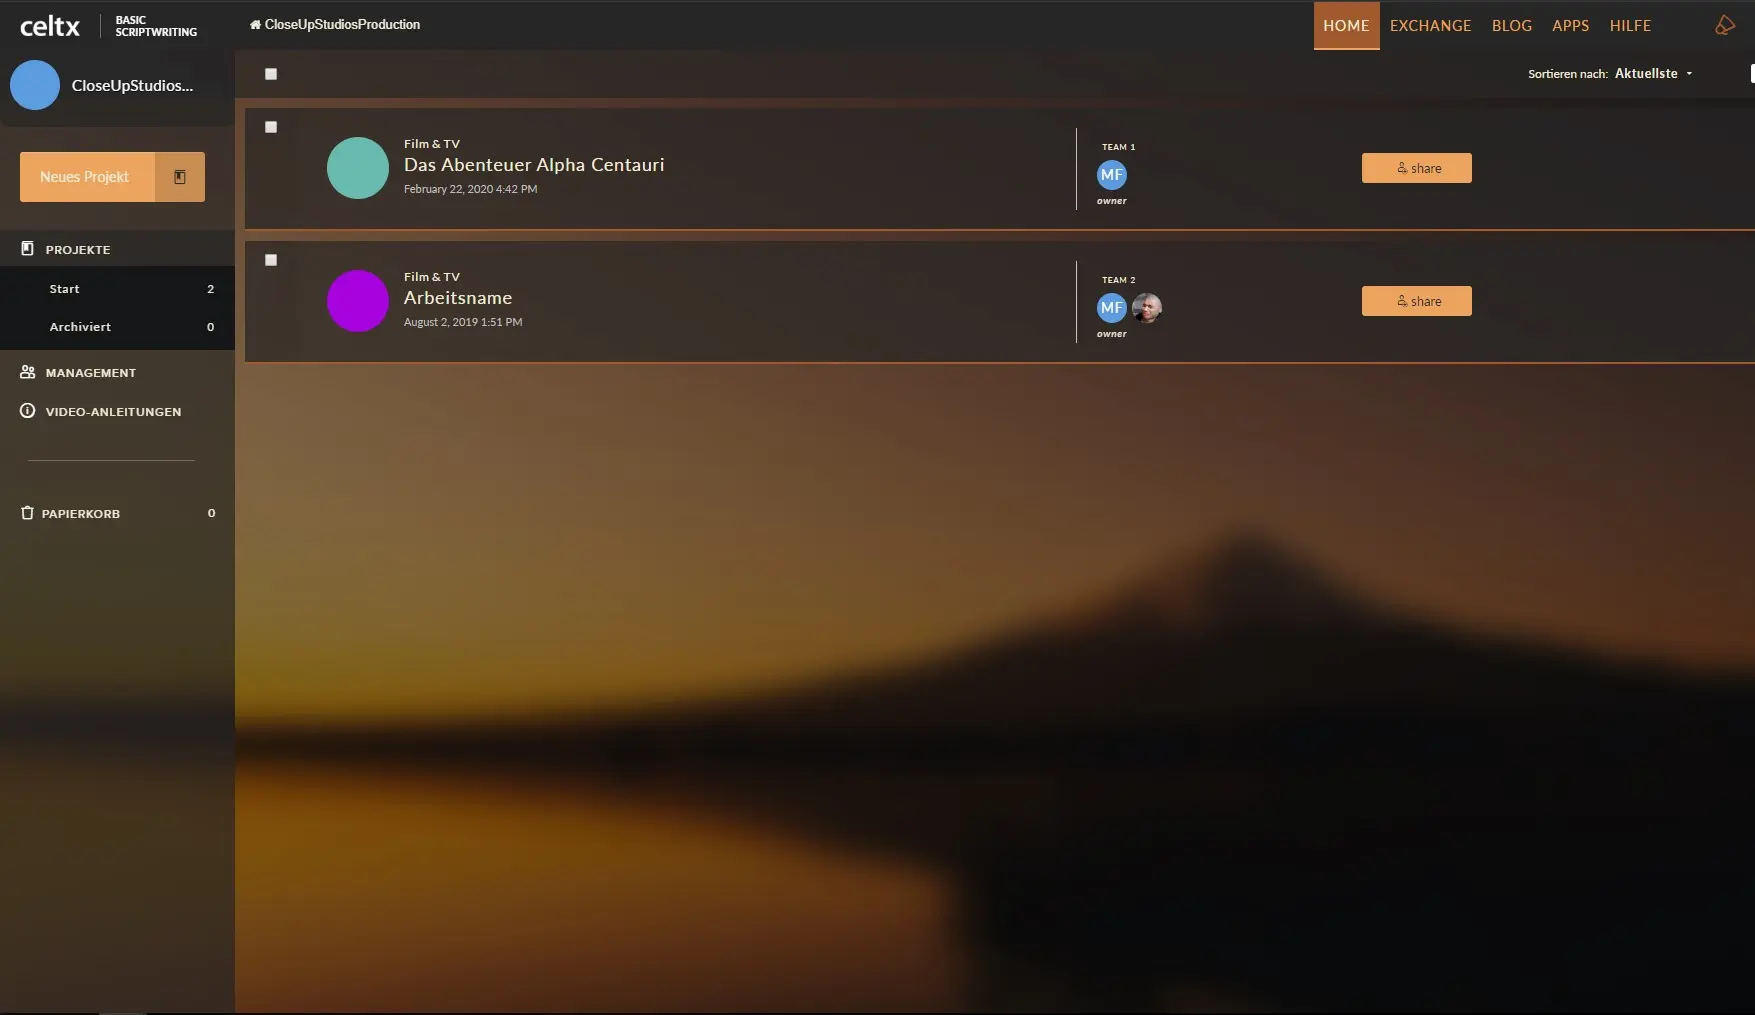 celtx
BASIC
SCRIPTWRITING
CloseUpStudiosProduction
HOME
EXCHANGE
BLOG
APPS
HILFE
CloseUpStudios...
Sortieren nach: Aktuellste
Neues Projekt
PROJEKTE
Start 2
Archiviert 0
MANAGEMENT
VIDEO-ANLEITUNGEN
PAPIERKORB 0
Film & TV
Das Abenteuer Alpha Centauri
February 22, 2020 4:42 PM
TEAM 1
MF
owner
share
Film & TV
Arbeitsname
August 2, 2019 1:51 PM
TEAM 2
MF
owner
share